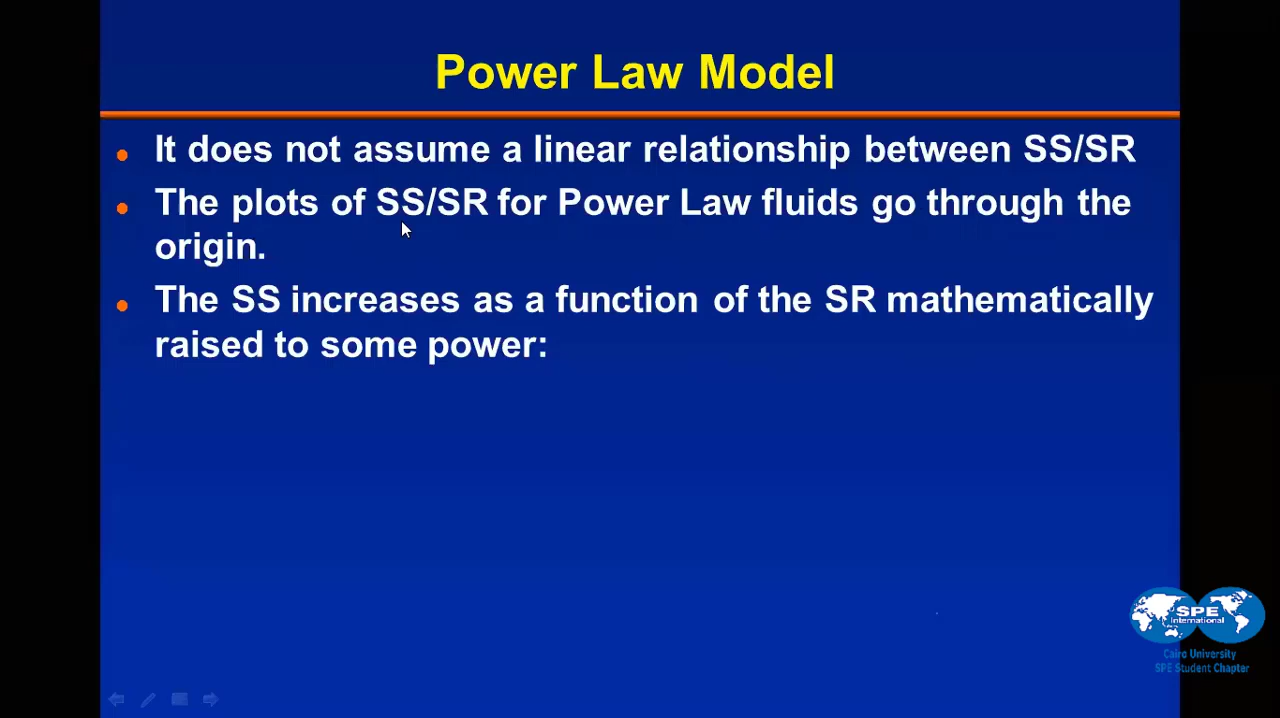 Power Law Model
It does not assume a linear relationship between SS/SR
The plots of SS/SR for Power Law fluids go through the
origin.
The SS increases as a function of the SR mathematically
raised to some power:
SPE
International
Cairo University
SPE Student Chapter